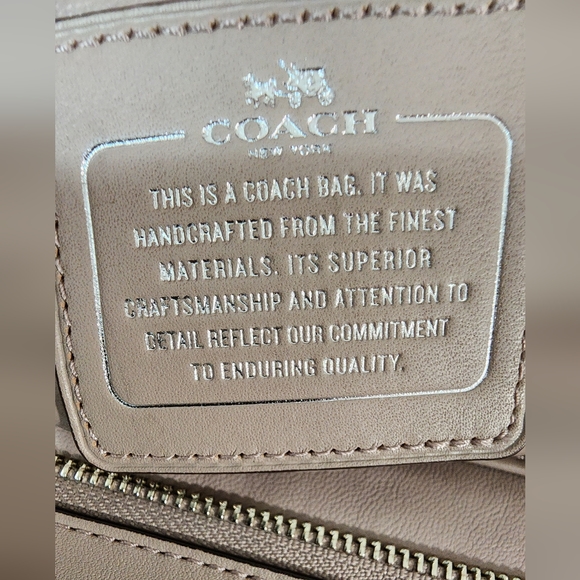 COACH
NEW YORK
THIS IS A COACH BAG. IT WAS
HANDCRAFTED FROM THE FINEST
MATERIALS. ITS SUPERIOR
CRAFTSMANSHIP AND ATTENTION TO
DETAIL REFLECT OUR COMMITMENT
TO ENDURING QUALITY.